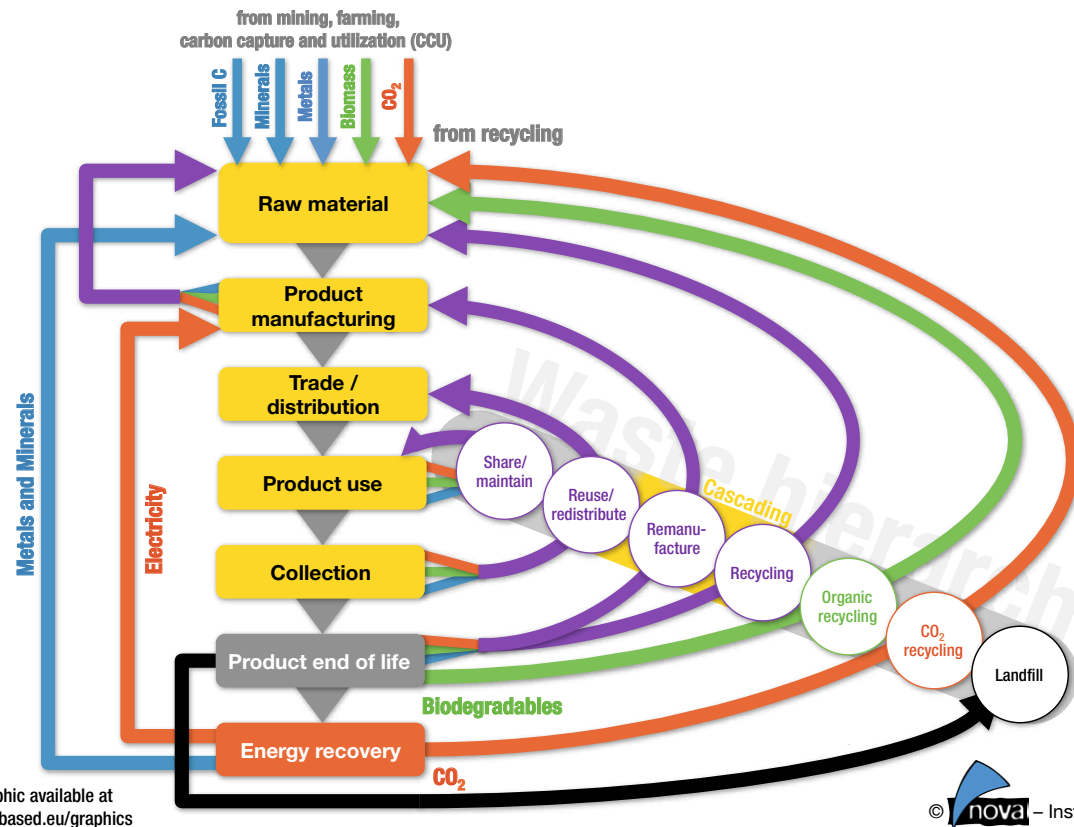 from mining, farming,
carbon capture and utilization (CCU)
Fossil C
Minerals
Metals
Biomass
CO₂
from recycling
Raw material
Product
manufacturing
Trade /
distribution
Product use
Collection
Product end of life
Energy recovery
Metals and Minerals
Electricity
Waste hierarch
Cascading
Share/
maintain
Reuse/
redistribute
Remanu-
facture
Recycling
Organic
recycling
CO₂
recycling
Landfill
Biodegradables
CO₂
phic available at
based.eu/graphics
© nova – Ins